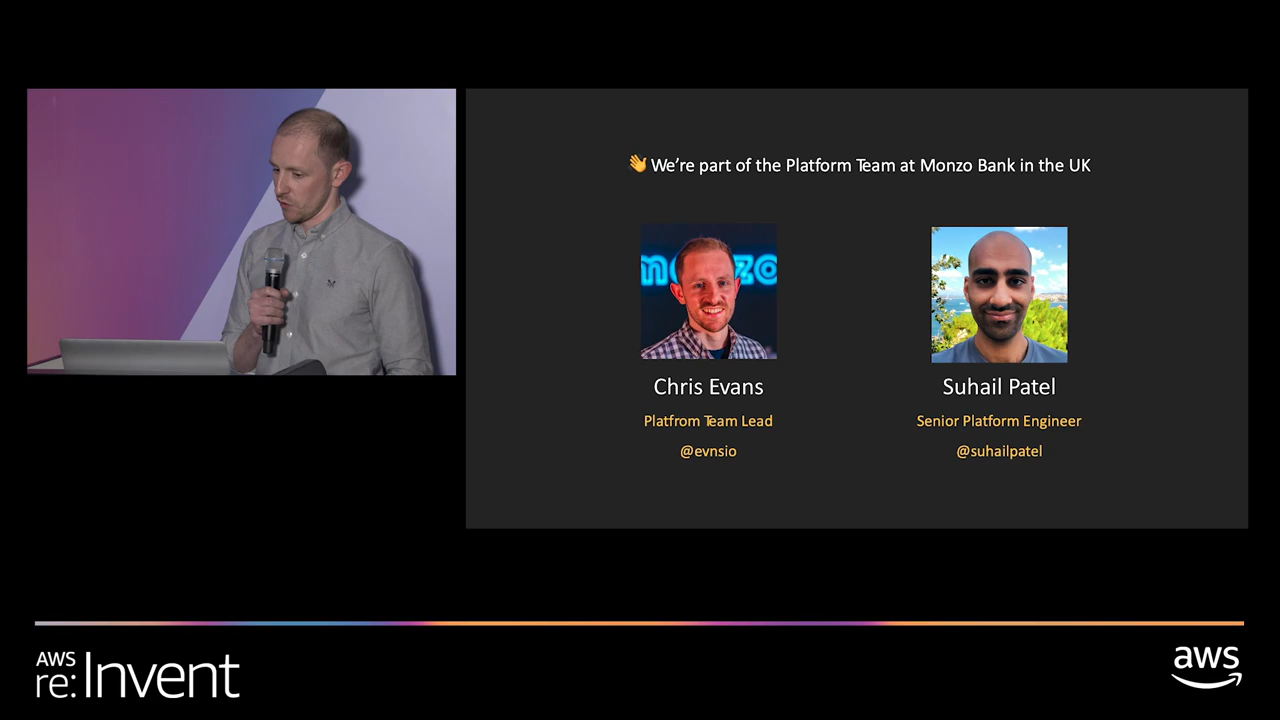 👋 We're part of the Platform Team at Monzo Bank in the UK
monzo
Chris Evans
Suhail Patel
Platfrom Team Lead
Senior Platform Engineer
@evnsio
@suhailpatel
AWS
re:Invent
aws